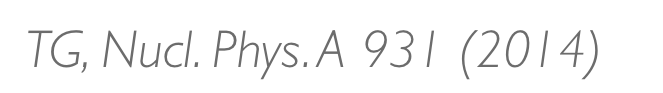 TG, Nucl. Phys. A 931 (2014)